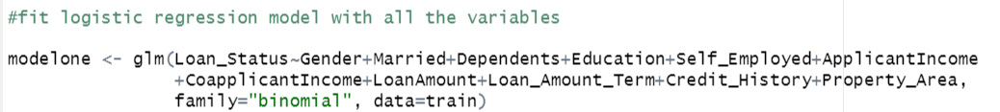 #fit logistic regression model with all the variables
modelone <- glm(Loan_Status~Gender+Married+Dependents+Education+Self_Employed+ApplicantIncome
+CoapplicantIncome+LoanAmount+Loan_Amount_Term+Credit_History+Property_Area,
family="binomial", data=train)